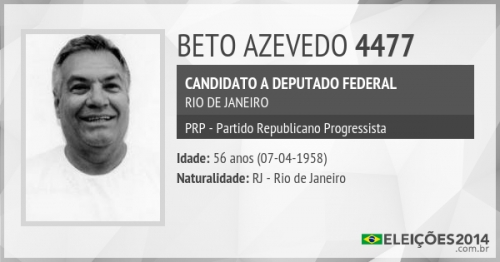 BETO AZEVEDO 4477
CANDIDATO A DEPUTADO FEDERAL
RIO DE JANEIRO
PRP - Partido Republicano Progressista
Idade: 56 anos (07-04-1958)
Naturalidade: RJ - Rio de Janeiro
ELEIÇÕES2014
.com.br